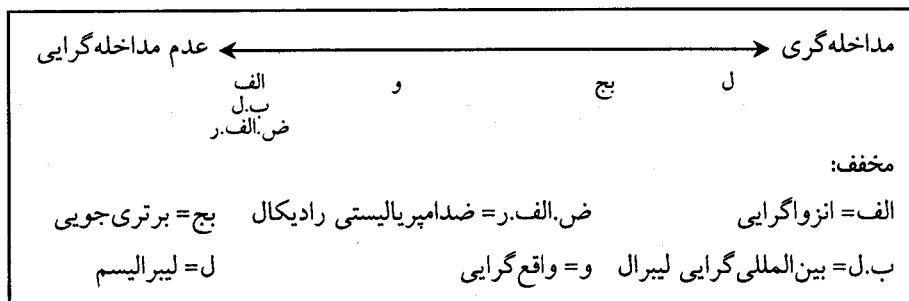 مداخله‌گری عدم مداخله‌گرایی
ل بج و الف
ب.ل
ض.الف.ر
مخفف:
الف= انزواگرایی ض.الف.ر= ضدامپریالیستی رادیکال بج= برتری‌جویی
ب.ل= بین‌المللی‌گرایی لیبرال و= واقع‌گرایی ل= لیبرالیسم